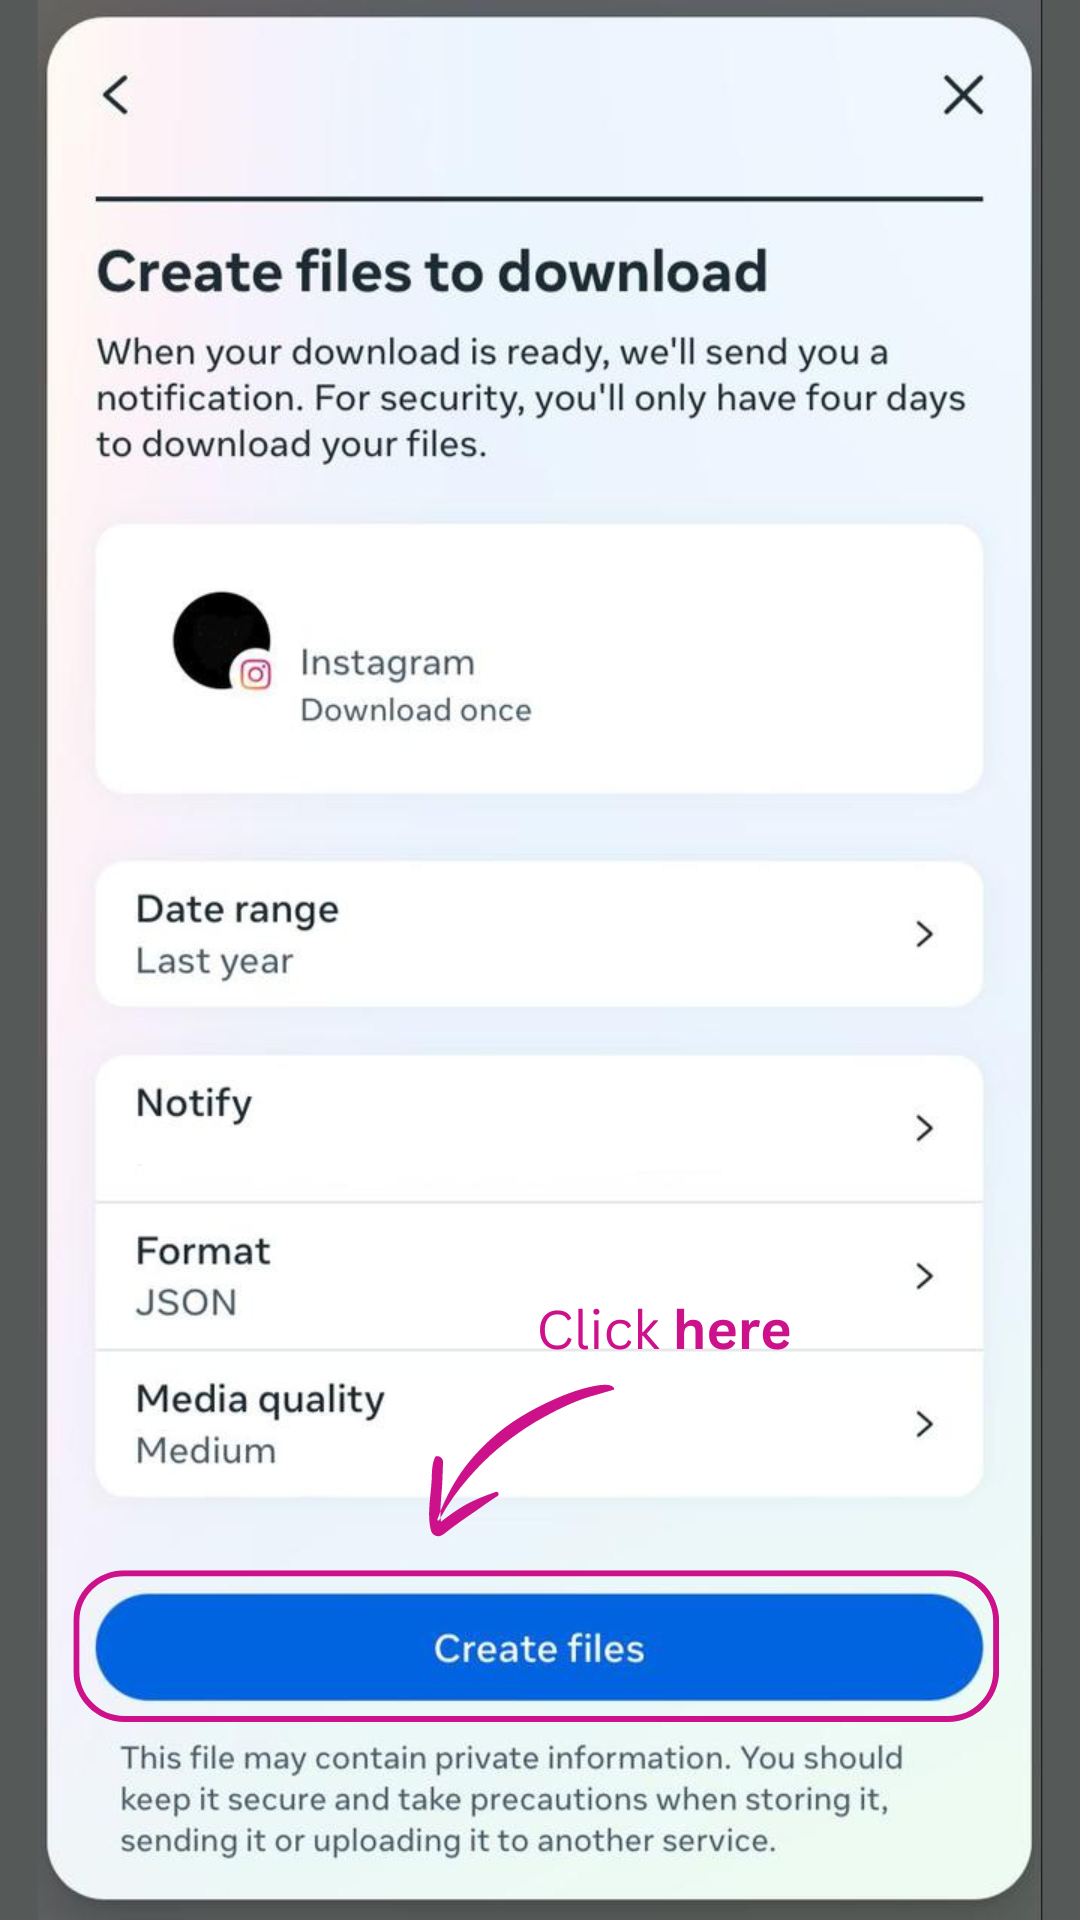 Create files to download
When your download is ready, we'll send you a
notification. For security, you'll only have four days
to download your files.
Instagram
Download once
Date range
Last year
Notify
Format
JSON
Click here
Media quality
Medium
Create files
This file may contain private information. You should
keep it secure and take precautions when storing it,
sending it or uploading it to another service.